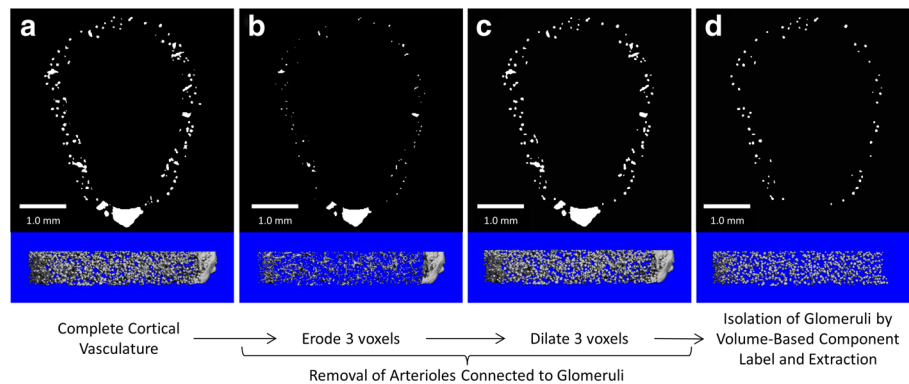 a
b
c
d
1.0 mm
1.0 mm
1.0 mm
1.0 mm
Complete Cortical
Vasculature
Erode 3 voxels
Dilate 3 voxels
Isolation of Glomeruli by
Volume-Based Component
Label and Extraction
Removal of Arterioles Connected to Glomeruli